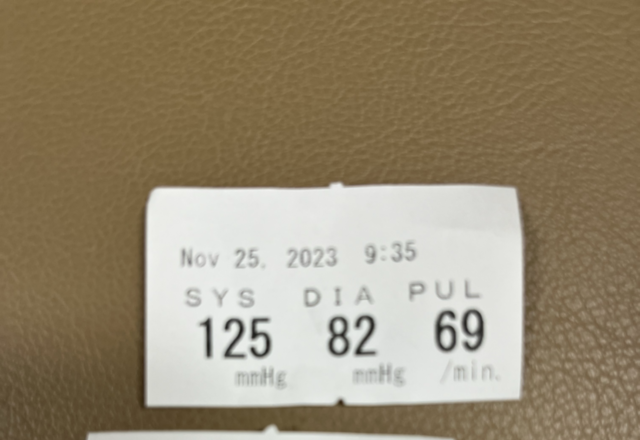 Nov 25. 2023 9:35
SYS DIA PUL
125 82 69
mmHg mmHg /min.